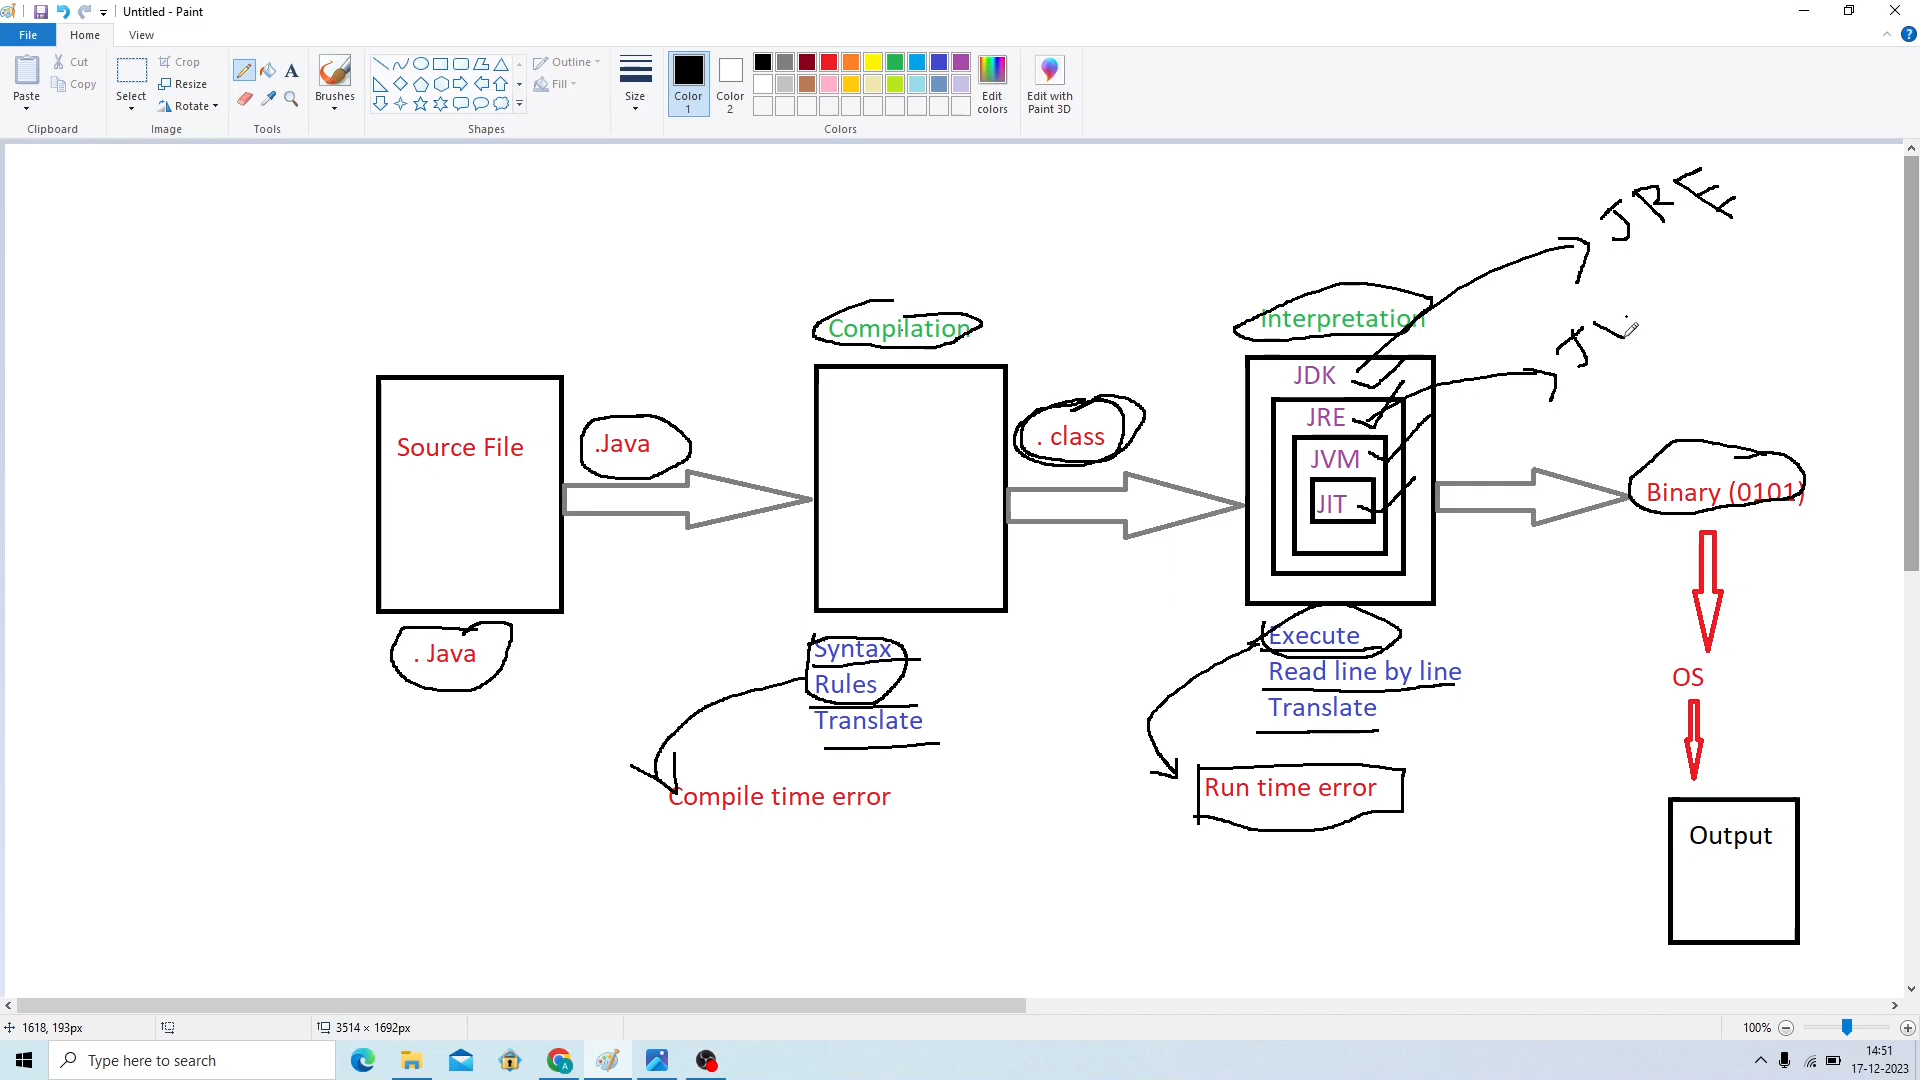 Untitled - Paint
File
Home
View
Paste
Cut
Copy
Clipboard
Select
Crop
Resize
Rotate
Image
Tools
Brushes
Shapes
Outline
Fill
Size
Color 1
Color 2
Edit colors
Edit with Paint 3D
Colors
JRE
Compilation
Interpretation
Source File
.Java
. class
JDK
JRE
JVM
JIT
Binary (0101)
. Java
Syntax
Rules
Translate
Execute
Read line by line
Translate
OS
Compile time error
Run time error
Output
1618, 193px
3514 × 1692px
100%
Type here to search
14:51
17-12-2023